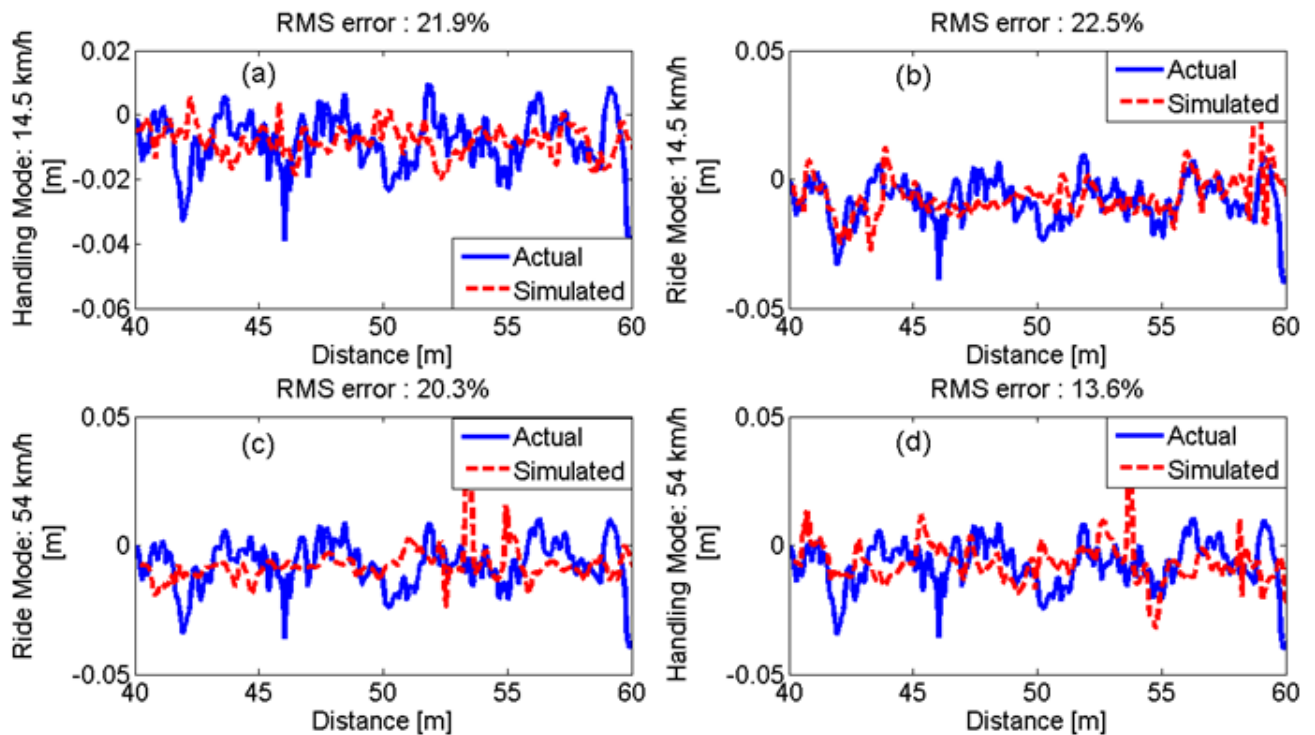 RMS error : 21.9%
Handling Mode: 14.5 km/h
[m]
0.02
0
-0.02
-0.04
-0.06
(a)
Actual
Simulated
40 45 50 55 60
Distance [m]
RMS error : 22.5%
Ride Mode: 14.5 km/h
[m]
0.05
0
-0.05
(b)
Actual
Simulated
40 45 50 55 60
Distance [m]
RMS error : 20.3%
Ride Mode: 54 km/h
[m]
0.05
0
-0.05
(c)
Actual
Simulated
40 45 50 55 60
Distance [m]
RMS error : 13.6%
Handling Mode: 54 km/h
[m]
0.05
0
-0.05
(d)
Actual
Simulated
40 45 50 55 60
Distance [m]